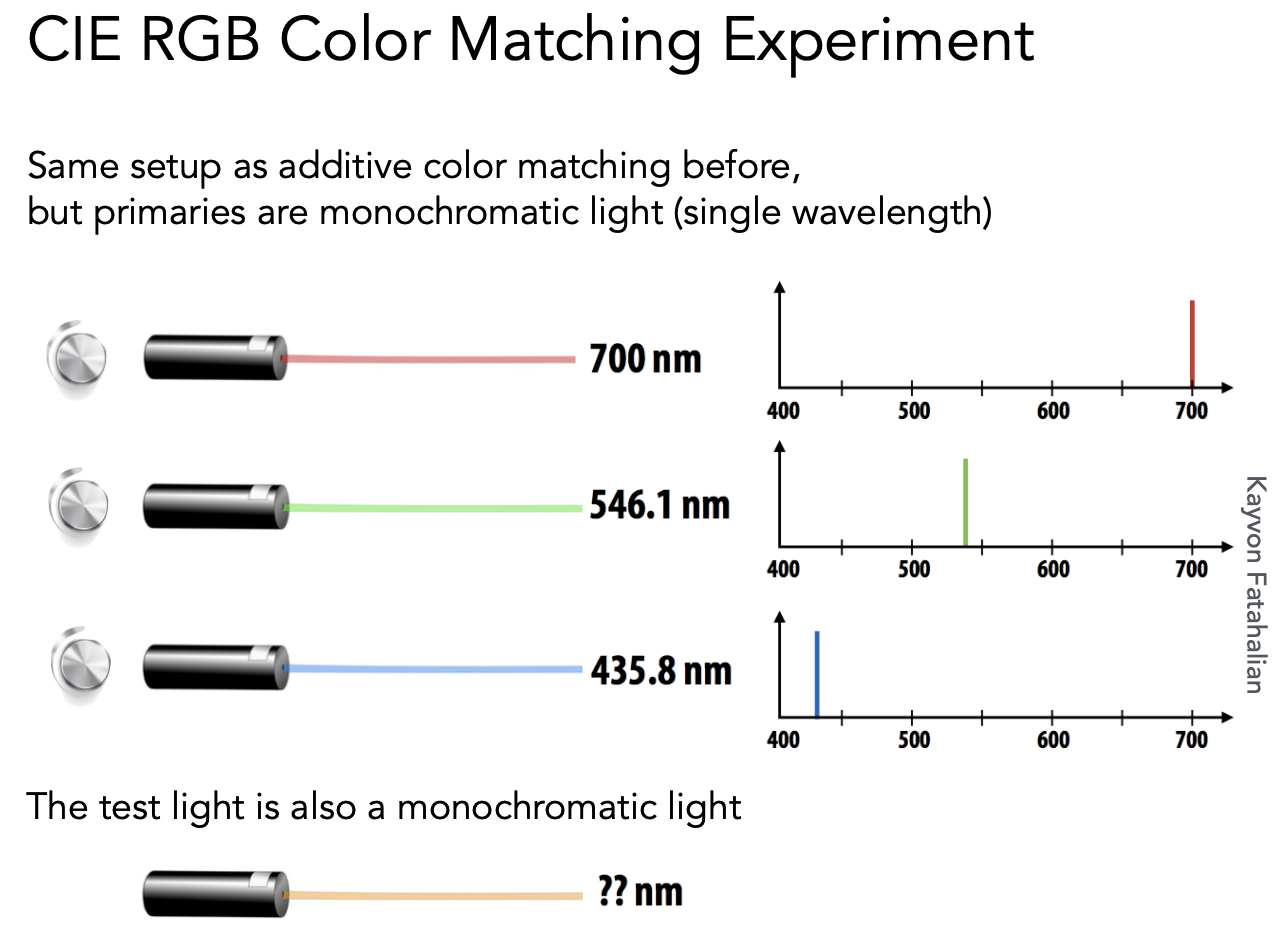 CIE RGB Color Matching Experiment
Same setup as additive color matching before,
but primaries are monochromatic light (single wavelength)
700 nm
400 500 600 700
546.1 nm
400 500 600 700
435.8 nm
400 500 600 700
Kayvon Fatahalian
The test light is also a monochromatic light
?? nm